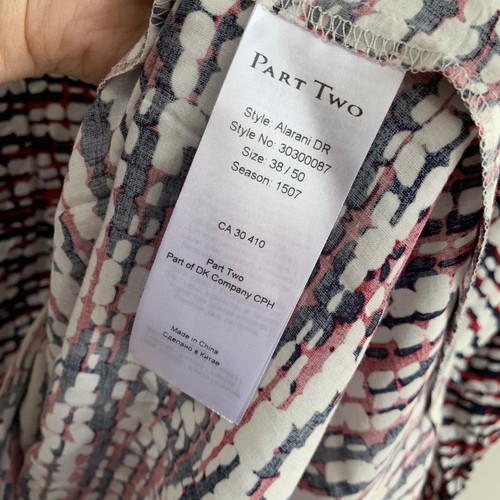 PART TWO
Style: Alarani DR
Style No: 30300087
Size: 38 / 50
Season: 1507
CA 30 410
Part Two
Part of DK Company CPH
Made in China
Сделано в Китае